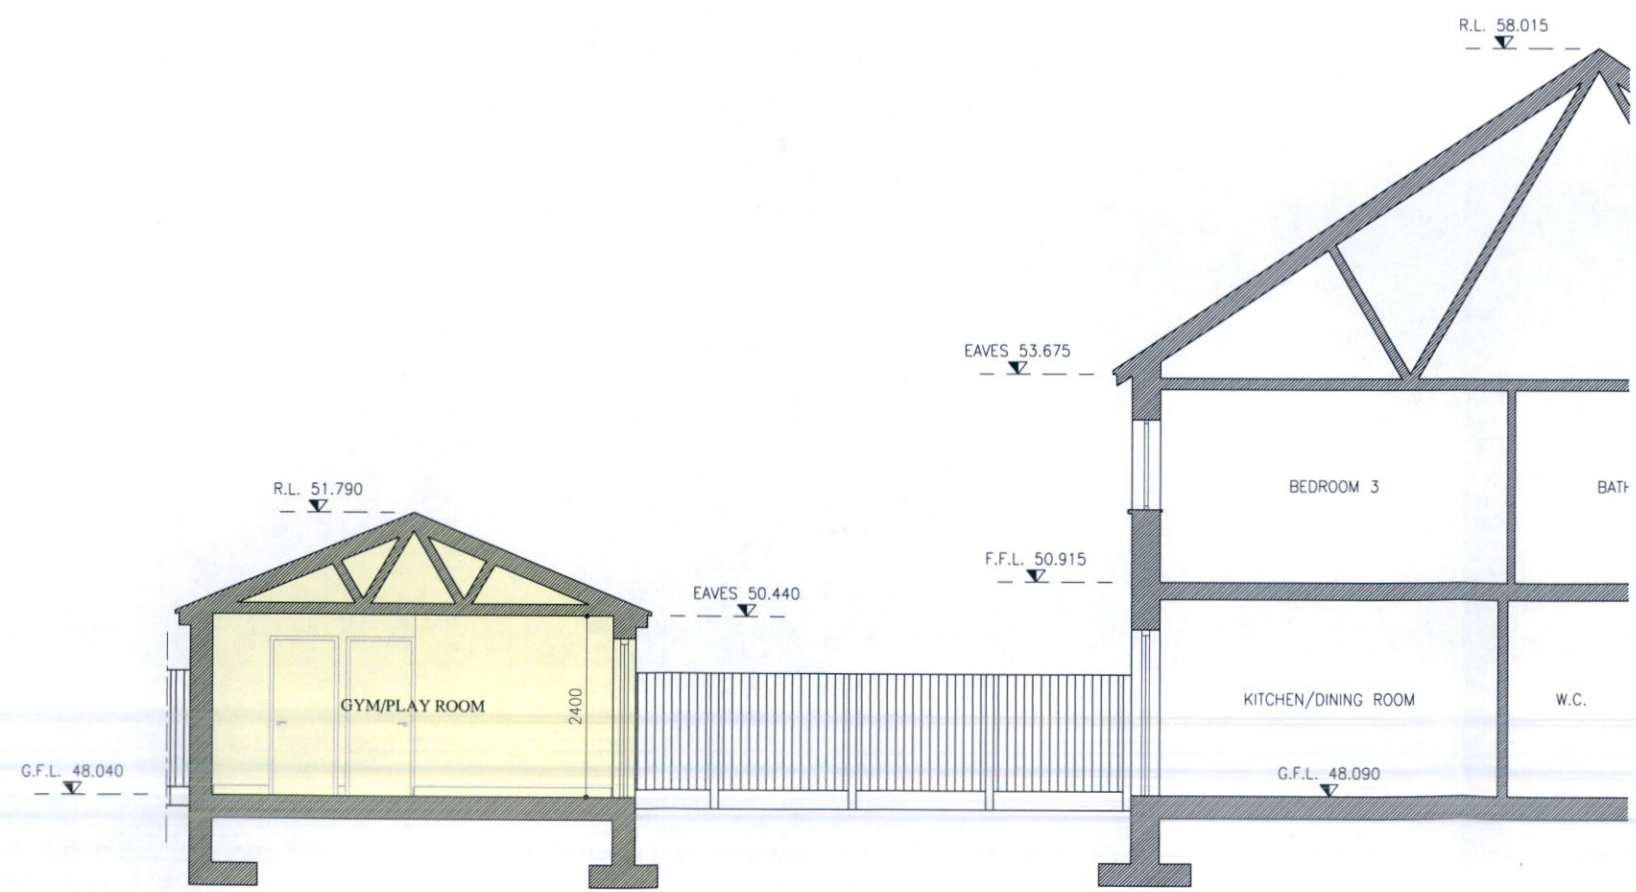 R.L. 58.015
EAVES 53.675
R.L. 51.790
BEDROOM 3
BATH
F.F.L. 50.915
EAVES 50.440
GYM/PLAY ROOM
2400
KITCHEN/DINING ROOM
W.C.
G.F.L. 48.040
G.F.L. 48.090